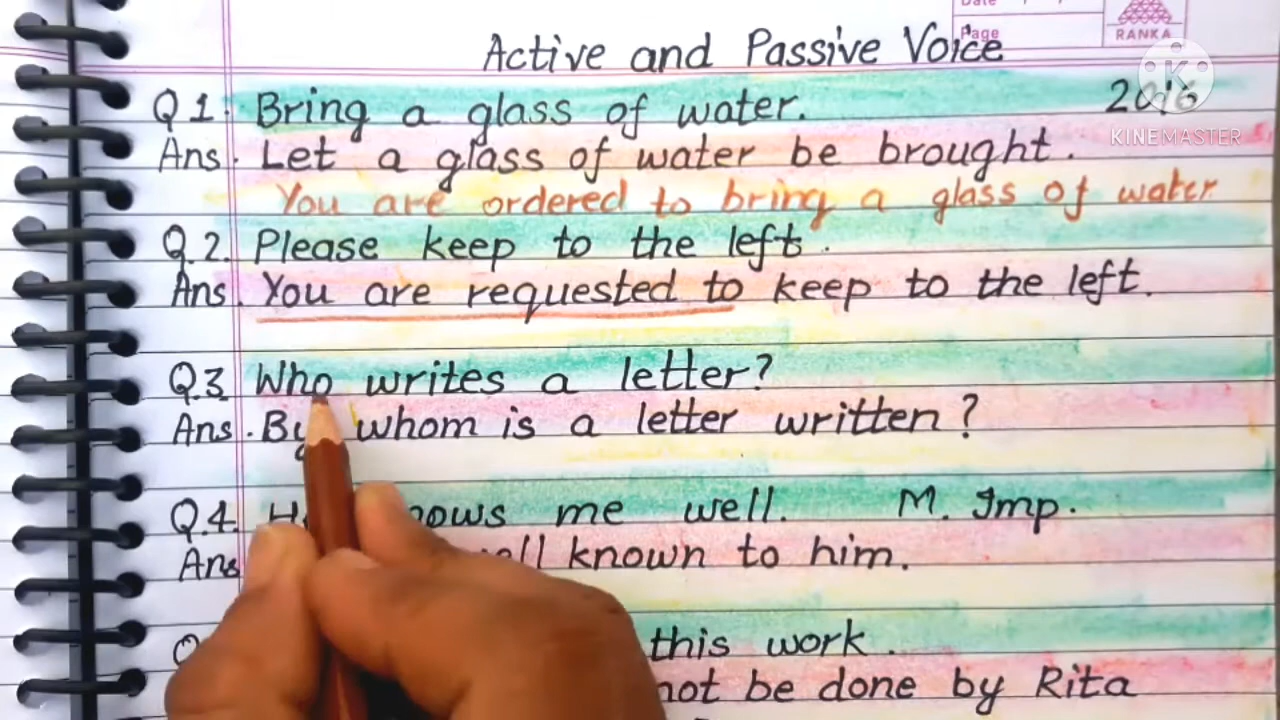 Date
Page
RANKA
Active and Passive Voice
Q 1. Bring a glass of water. 2016
KINEMASTER
Ans. Let a glass of water be brought.
You are ordered to bring a glass of water
Q.2. Please keep to the left.
Ans. You are requested to keep to the left.
Q.3 Who writes a letter?
Ans. By whom is a letter written?
Q.4 me well. M. Imp.
Ans known to him.
this work.
not be done by Rita